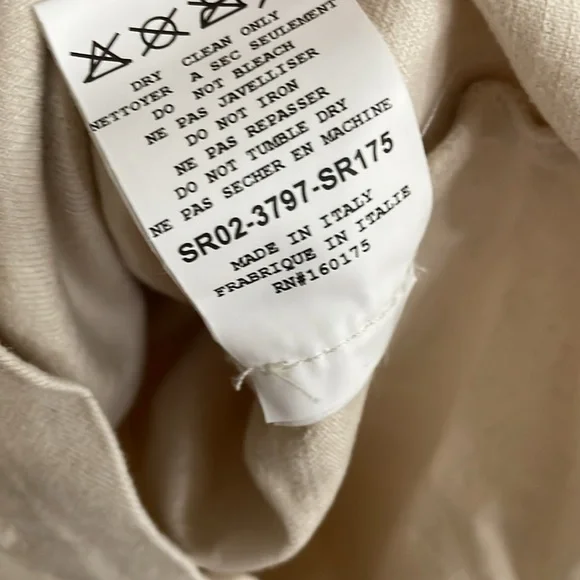 DRY CLEAN ONLY
NETTOYER A SEC SEULEMENT
DO NOT BLEACH
NE PAS JAVELLISER
DO NOT IRON
NE PAS REPASSER
DO NOT TUMBLE DRY
NE PAS SECHER EN MACHINE
SR02-3797-SR175
MADE IN ITALY
FRABRIQUE IN ITALIE
RN#160175